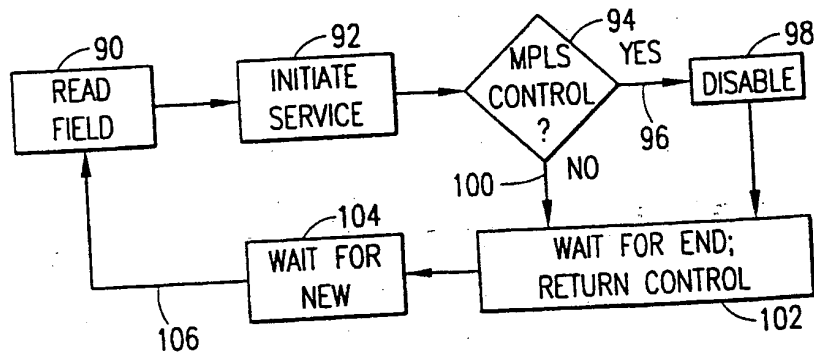 90
READ
FIELD
92
INITIATE
SERVICE
94
MPLS
CONTROL
?
YES
96
98
DISABLE
100
NO
WAIT FOR END;
RETURN CONTROL
102
104
WAIT FOR
NEW
106